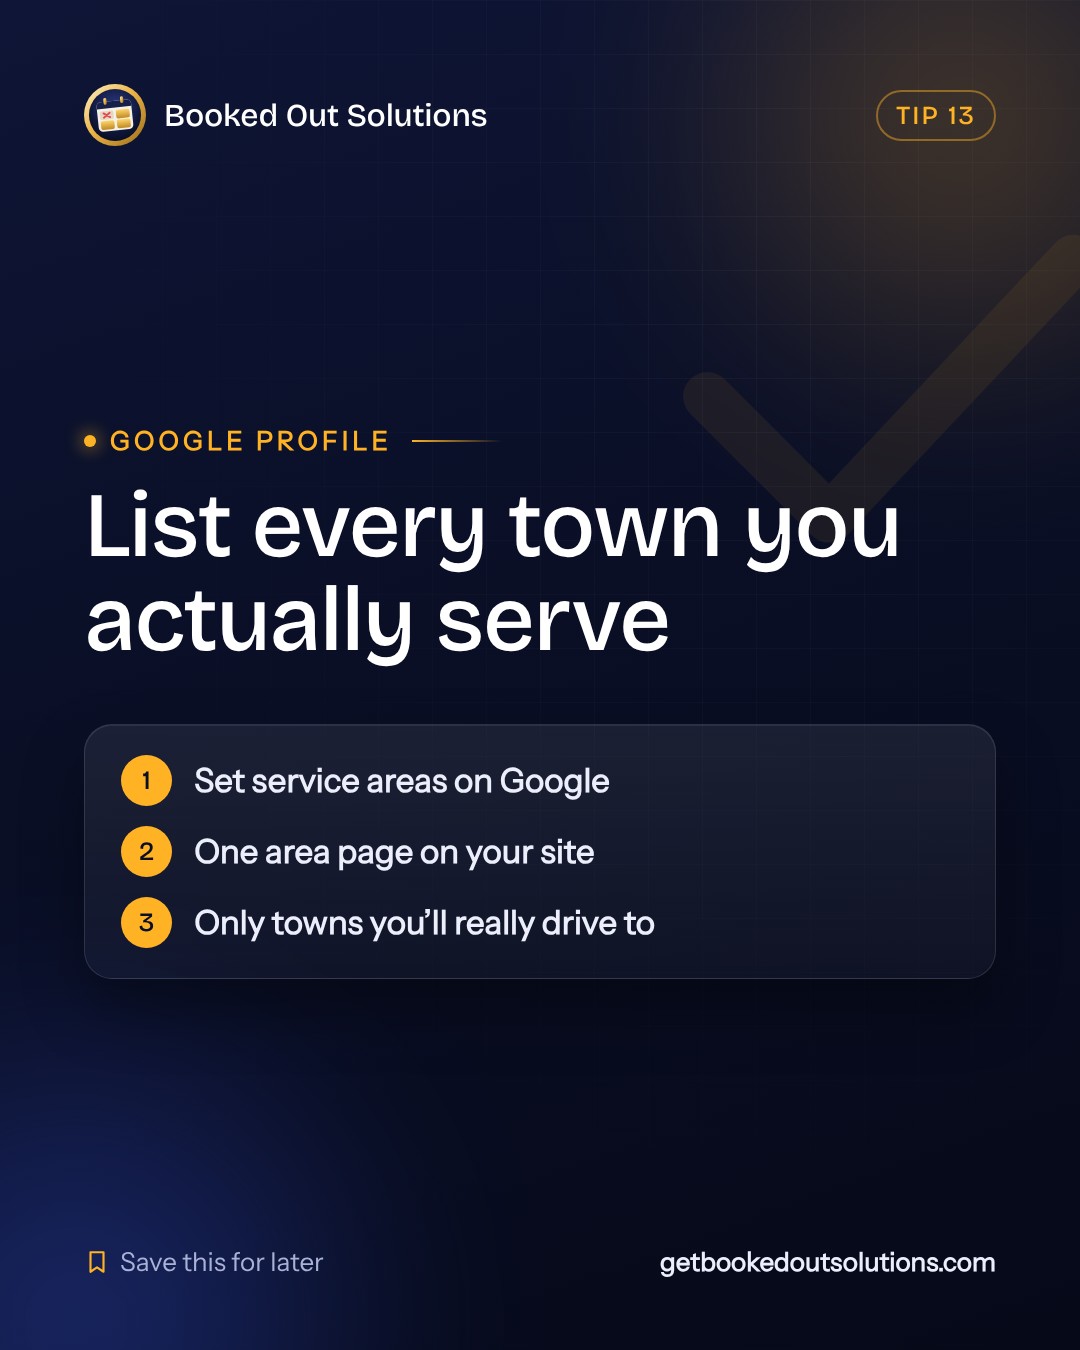 Booked Out Solutions
TIP 13
GOOGLE PROFILE
List every town you
actually serve
1 Set service areas on Google
2 One area page on your site
3 Only towns you’ll really drive to
Save this for later
getbookedoutsolutions.com